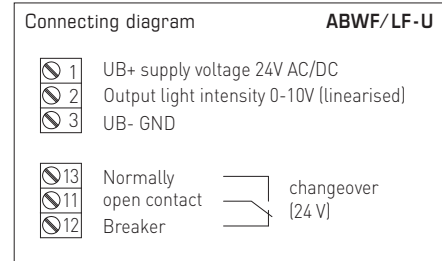 Connecting diagram ABWF/LF-U
1 UB+ supply voltage 24V AC/DC
2 Output light intensity 0-10V (linearised)
3 UB- GND
13 Normally
11 open contact changeover
12 Breaker (24 V)